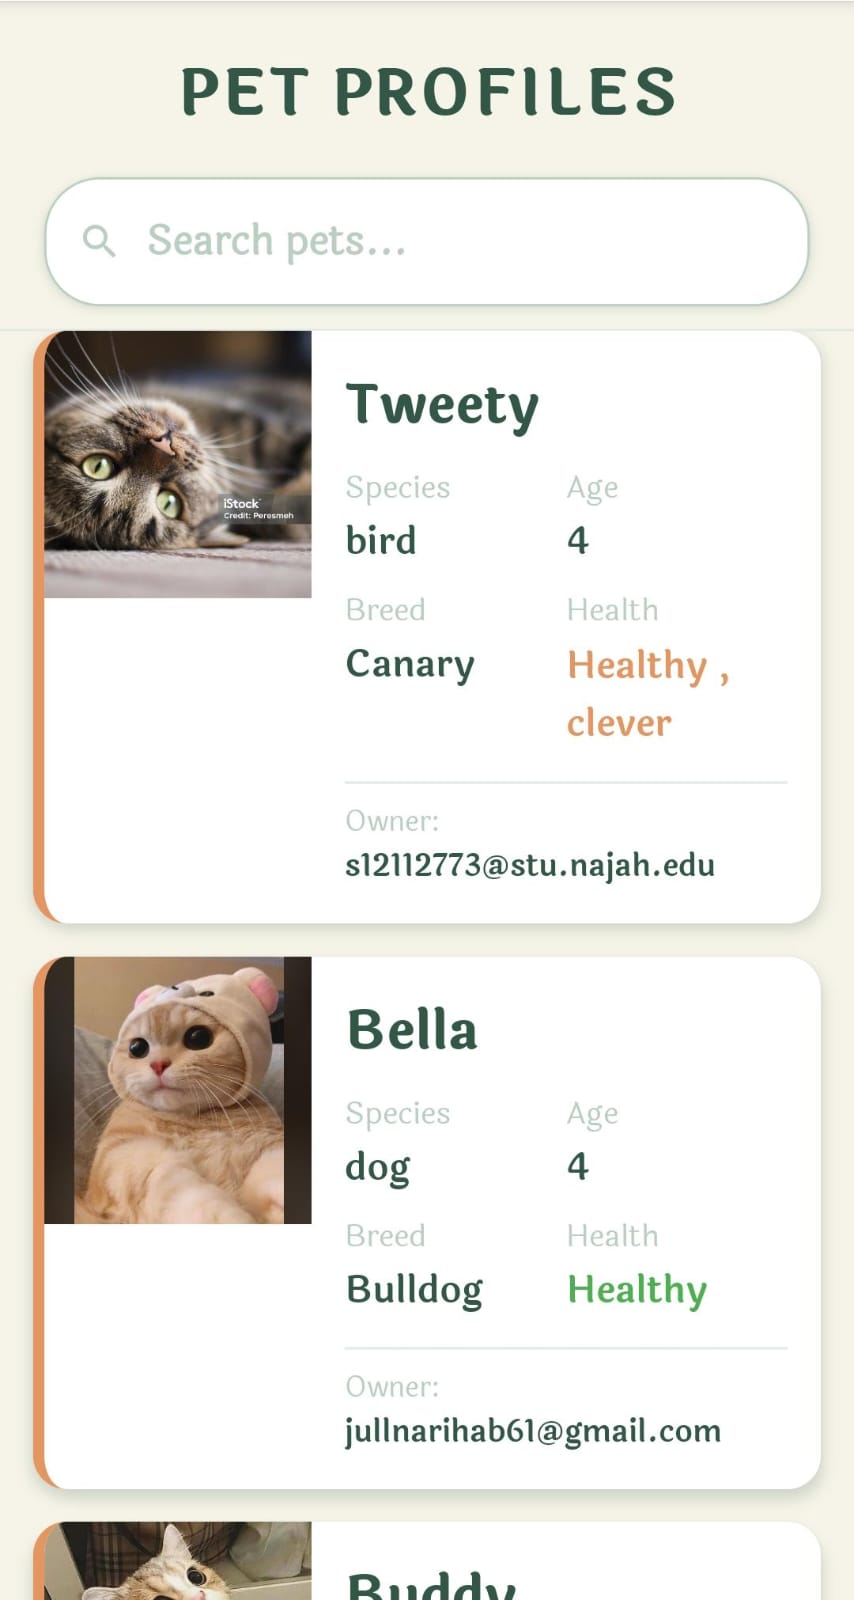 PET PROFILES
Search pets...
iStock
Credit: Peresmeh
Tweety
Species Age
bird 4
Breed Health
Canary Healthy ,
clever
Owner:
s12112773@stu.najah.edu
Bella
Species Age
dog 4
Breed Health
Bulldog Healthy
Owner:
jullnarihab61@gmail.com
Buddy